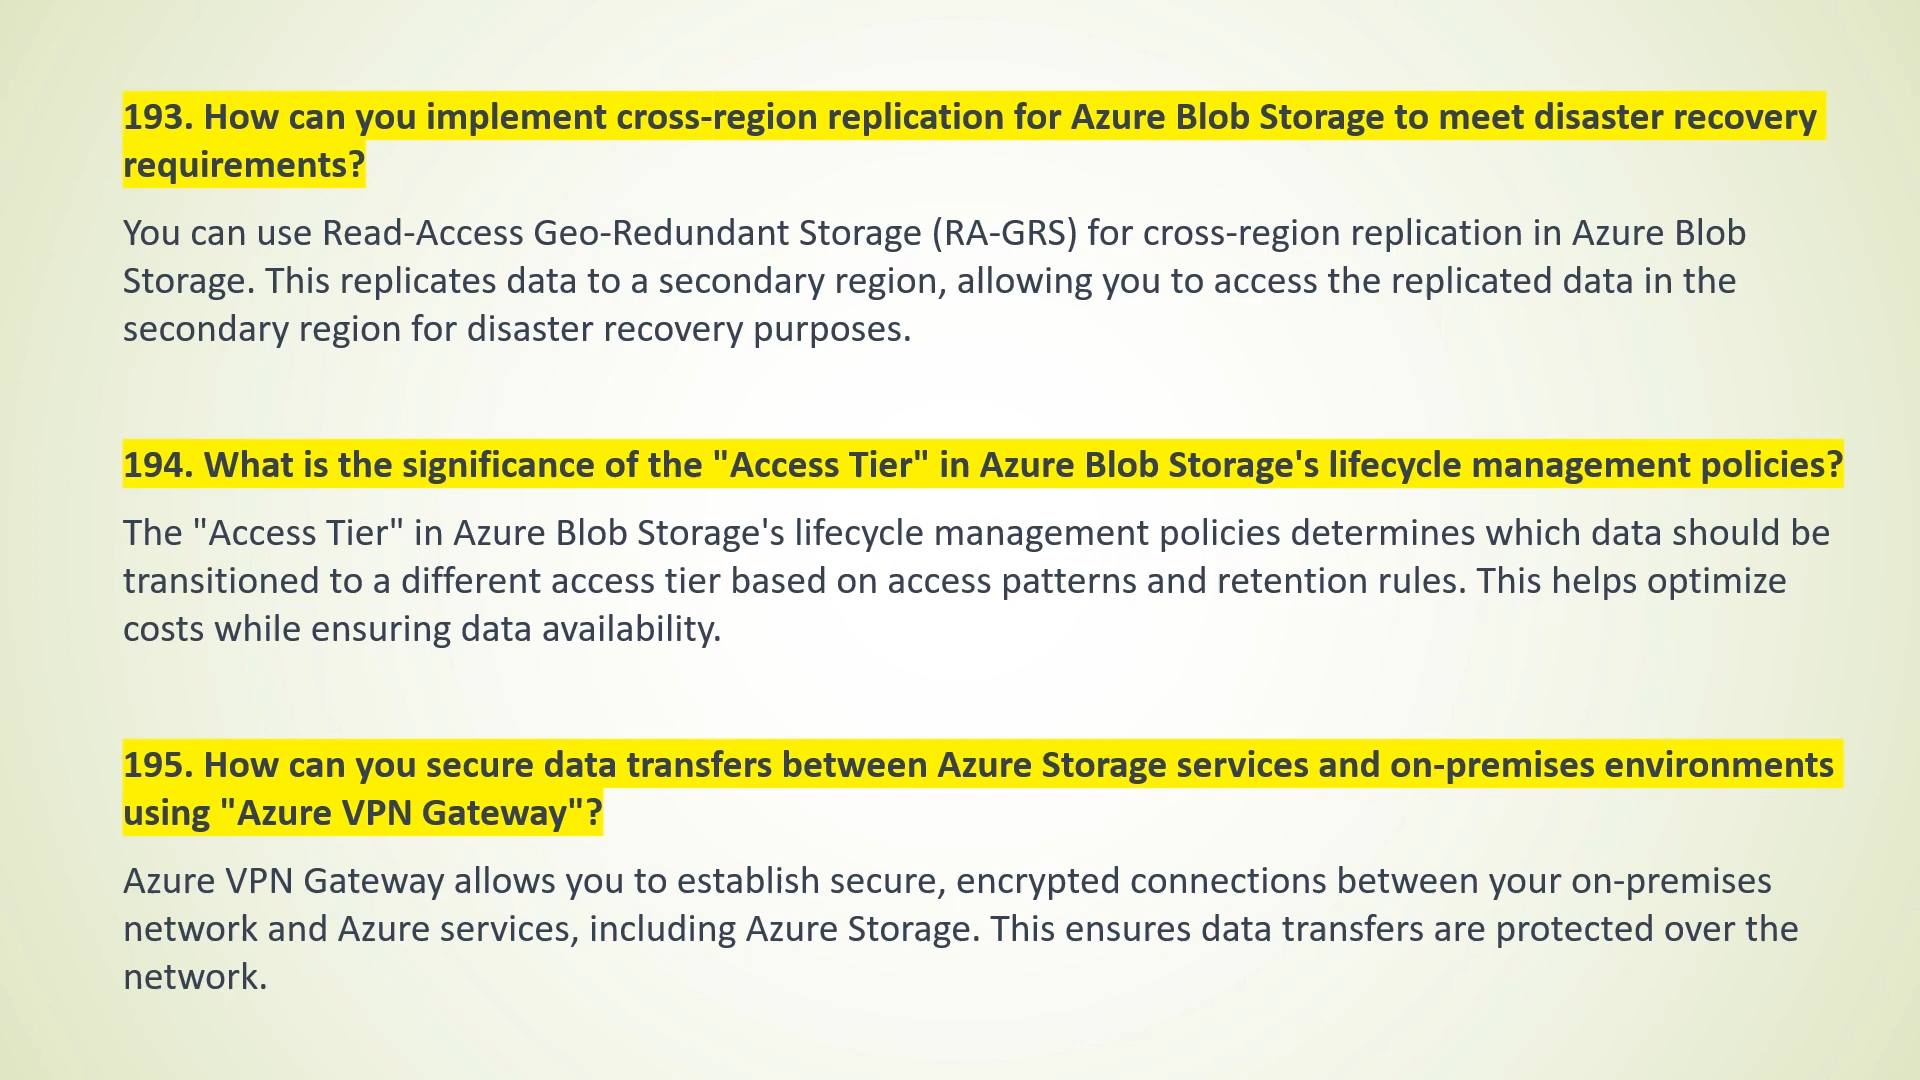 193. How can you implement cross-region replication for Azure Blob Storage to meet disaster recovery
requirements?
You can use Read-Access Geo-Redundant Storage (RA-GRS) for cross-region replication in Azure Blob
Storage. This replicates data to a secondary region, allowing you to access the replicated data in the
secondary region for disaster recovery purposes.
194. What is the significance of the "Access Tier" in Azure Blob Storage's lifecycle management policies?
The "Access Tier" in Azure Blob Storage's lifecycle management policies determines which data should be
transitioned to a different access tier based on access patterns and retention rules. This helps optimize
costs while ensuring data availability.
195. How can you secure data transfers between Azure Storage services and on-premises environments
using "Azure VPN Gateway"?
Azure VPN Gateway allows you to establish secure, encrypted connections between your on-premises
network and Azure services, including Azure Storage. This ensures data transfers are protected over the
network.